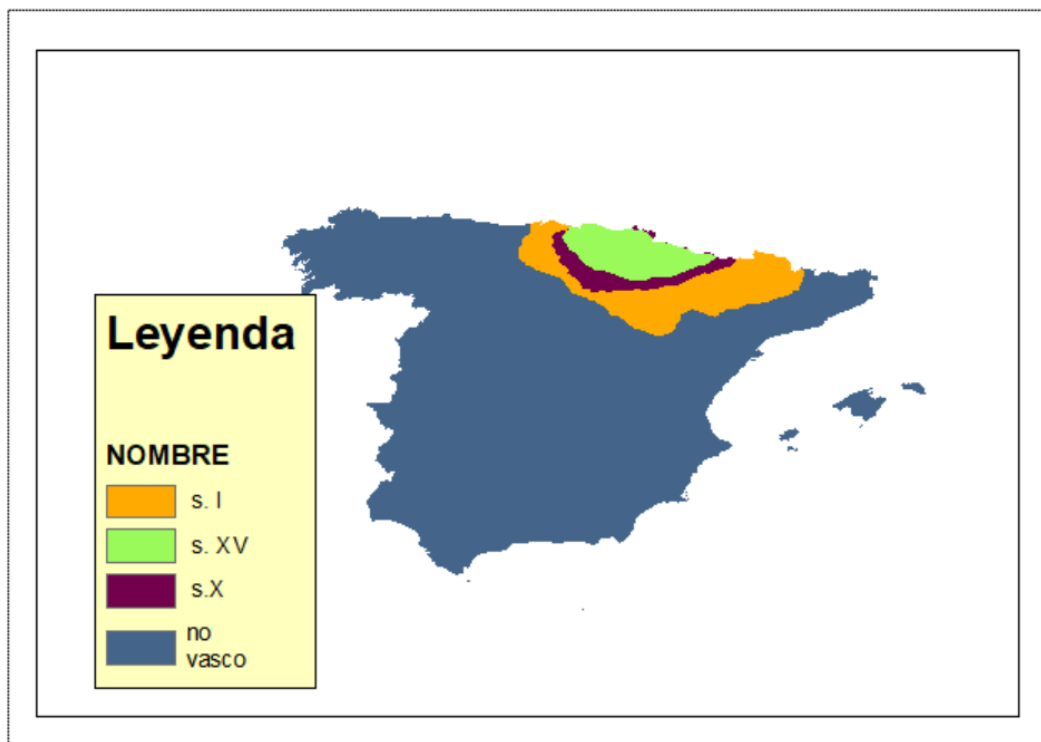 Leyenda
NOMBRE
s. I
s. XV
s.X
no
vasco